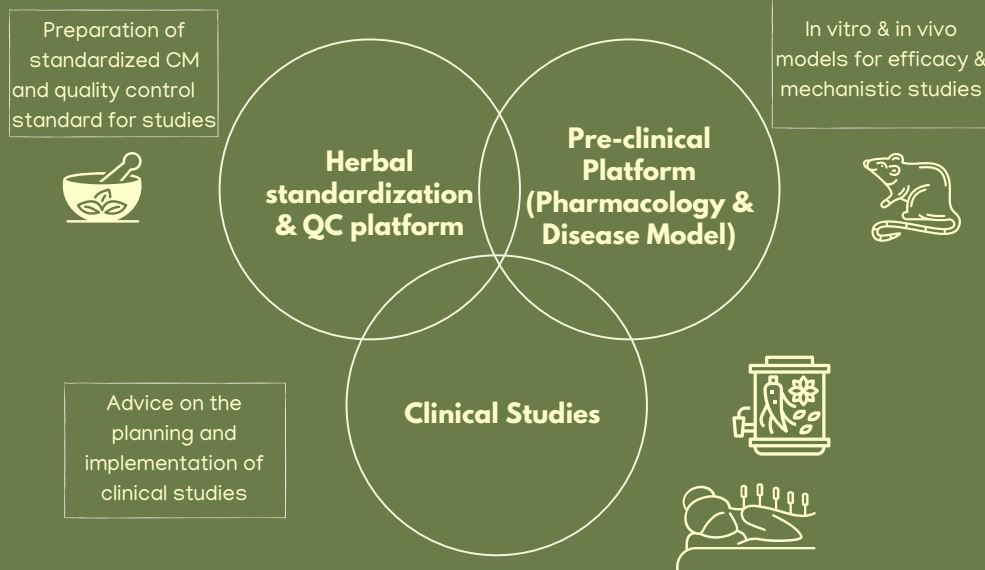 Preparation of
standardized CM
and quality control
standard for studies
In vitro & in vivo
models for efficacy &
mechanistic studies
Herbal
standardization
& QC platform
Pre-clinical
Platform
(Pharmacology &
Disease Model)
Clinical Studies
Advice on the
planning and
implementation of
clinical studies